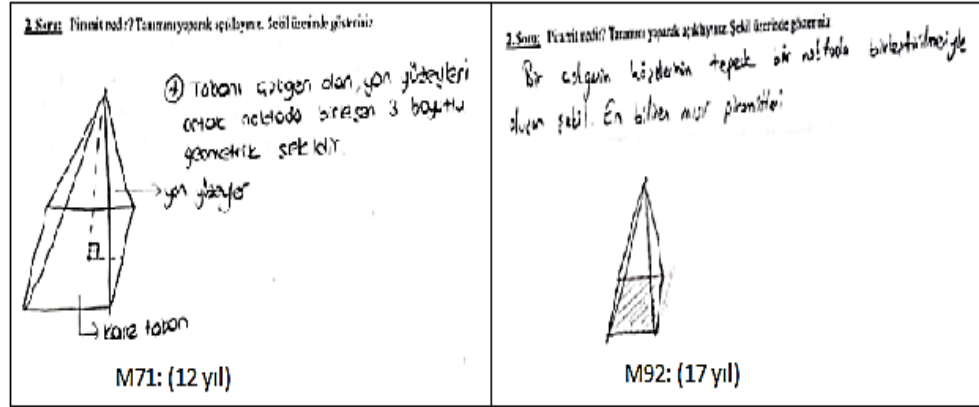 2.Soru: Piramit nedir? Tanımını yaparak açıklayınız. Şekil üzerinde gösteriniz
Tabanı çokgen olan, yan yüzeyleri
ortak noktada birleşen 3 boyutlu
geometrik şekildir.
yan yüzeyler
kare taban
M71: (12 yıl)
2.Soru: Piramit nedir? Tanımını yaparak açıklayınız. Şekil üzerinde gösteriniz
Bir çokgenin köşelerinin tepede bir noktada birleştirilmesiyle
oluşan şekil. En bilinen mısır piramitleri
M92: (17 yıl)